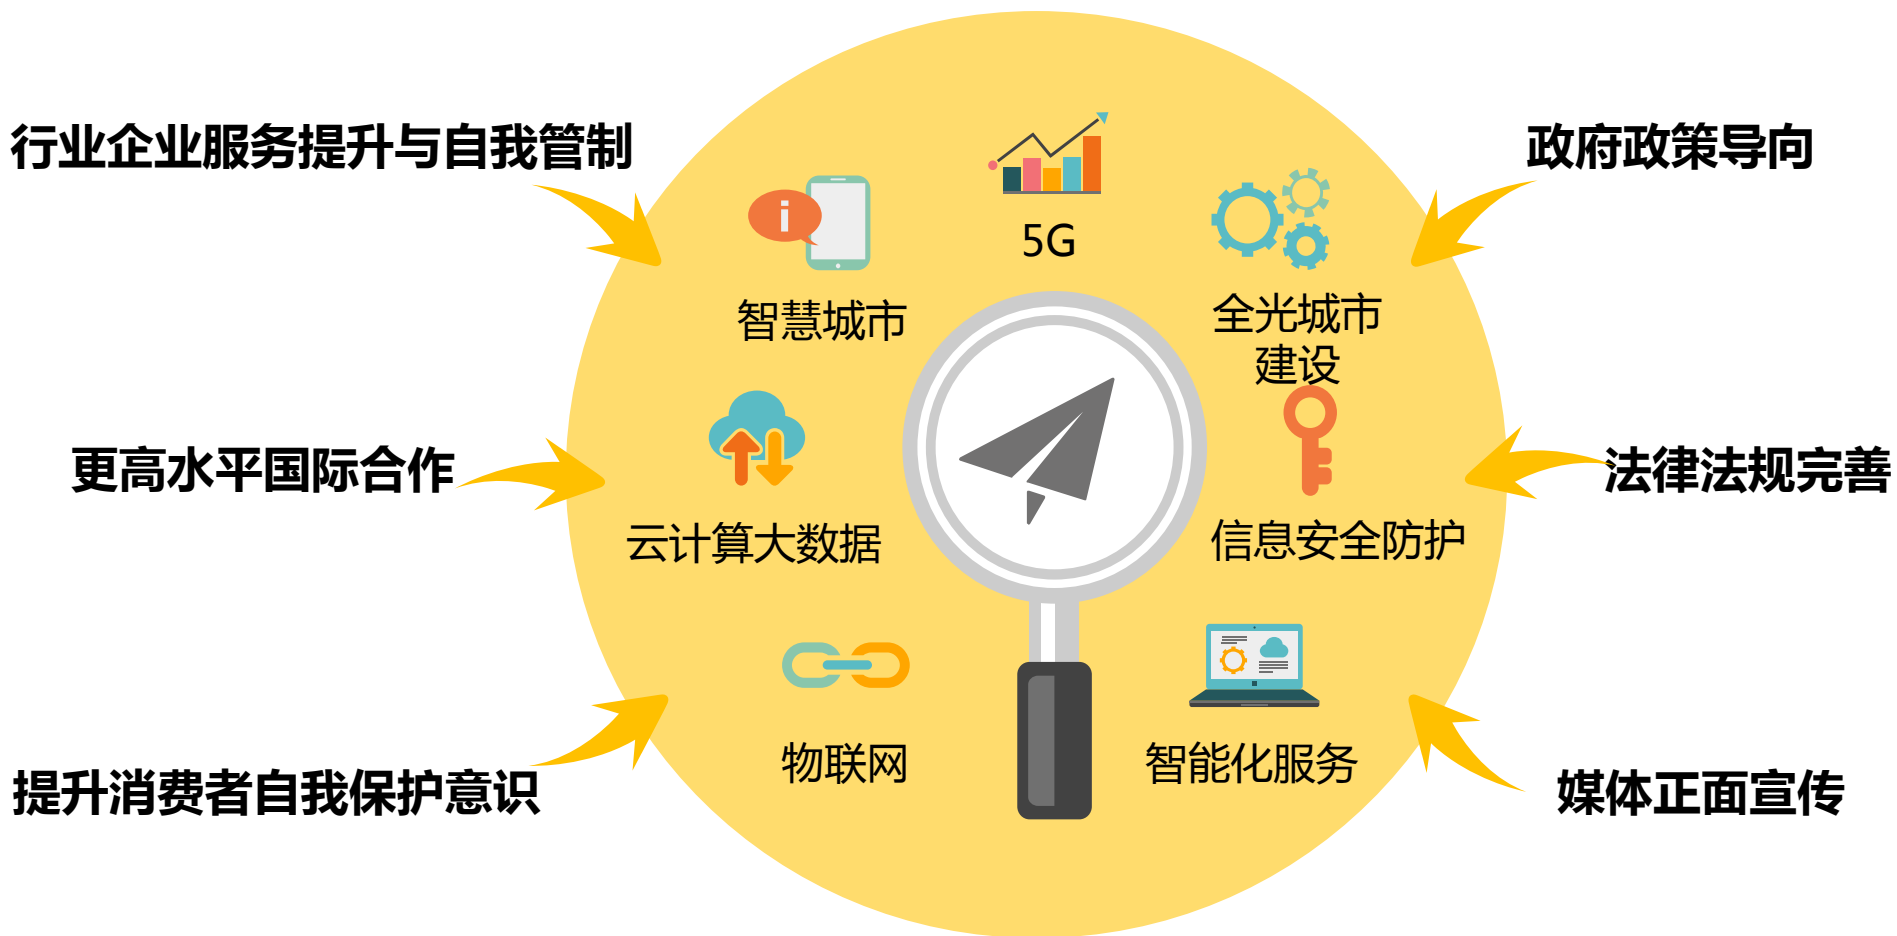 行业企业服务提升与自我管制
政府政策导向
5G
智慧城市
全光城市
建设
更高水平国际合作
法律法规完善
云计算大数据
信息安全防护
物联网
智能化服务
提升消费者自我保护意识
媒体正面宣传